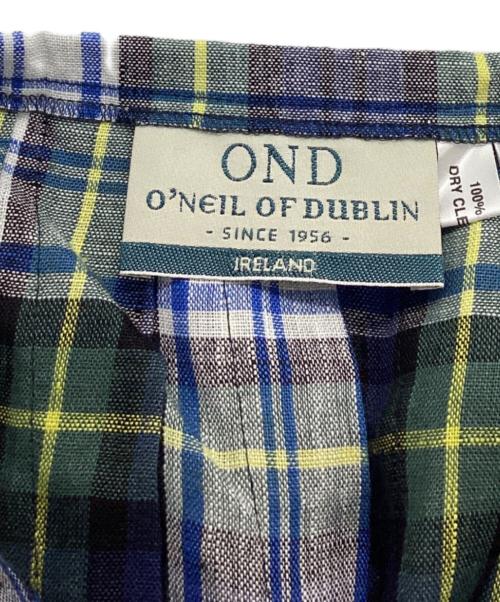 OND
O'NEIL OF DUBLIN
- SINCE 1956 -
IRELAND
100%
DRY CLE